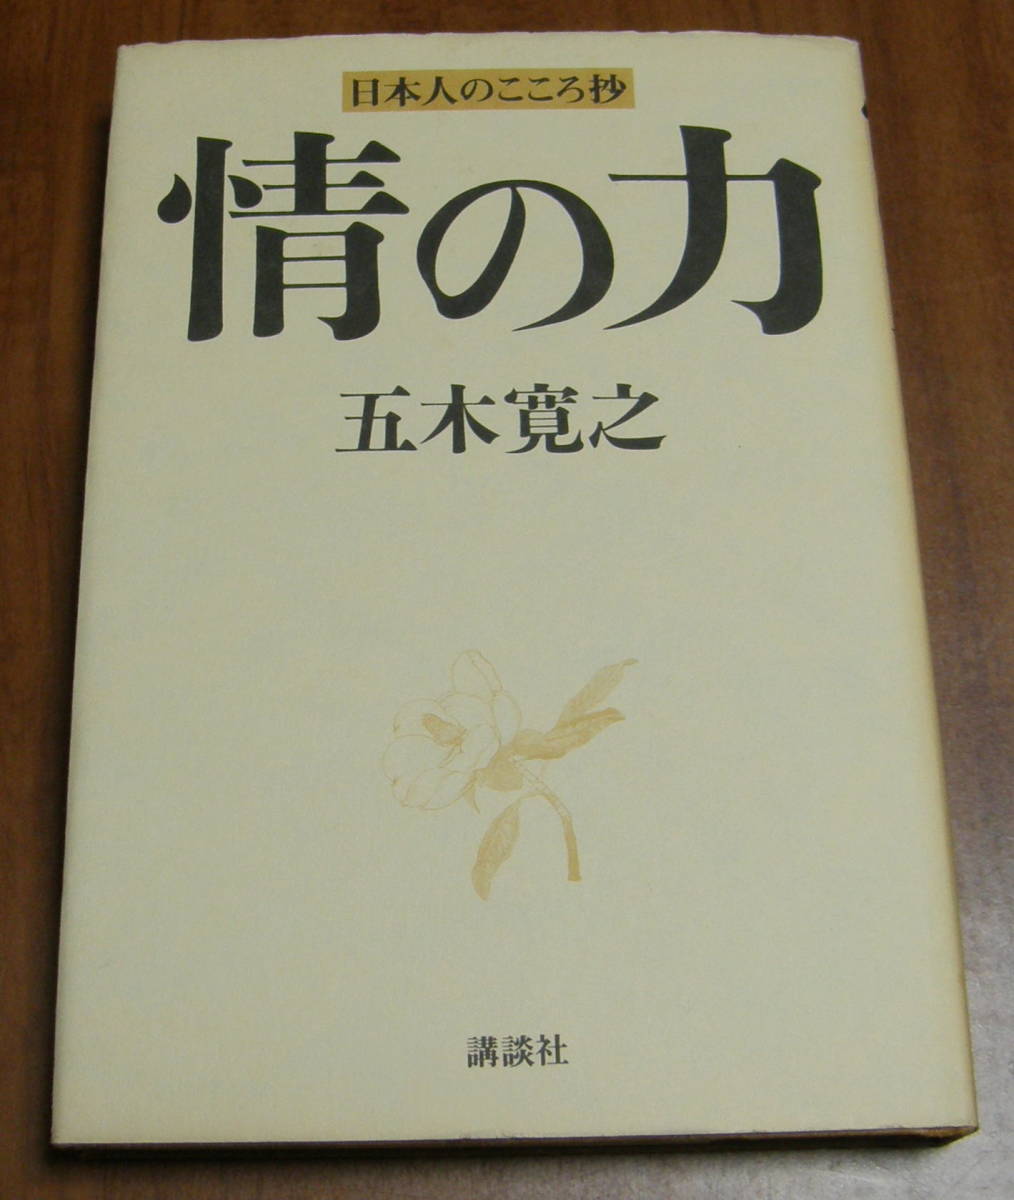 日本人のこころ抄
情の力
五木寛之
講談社